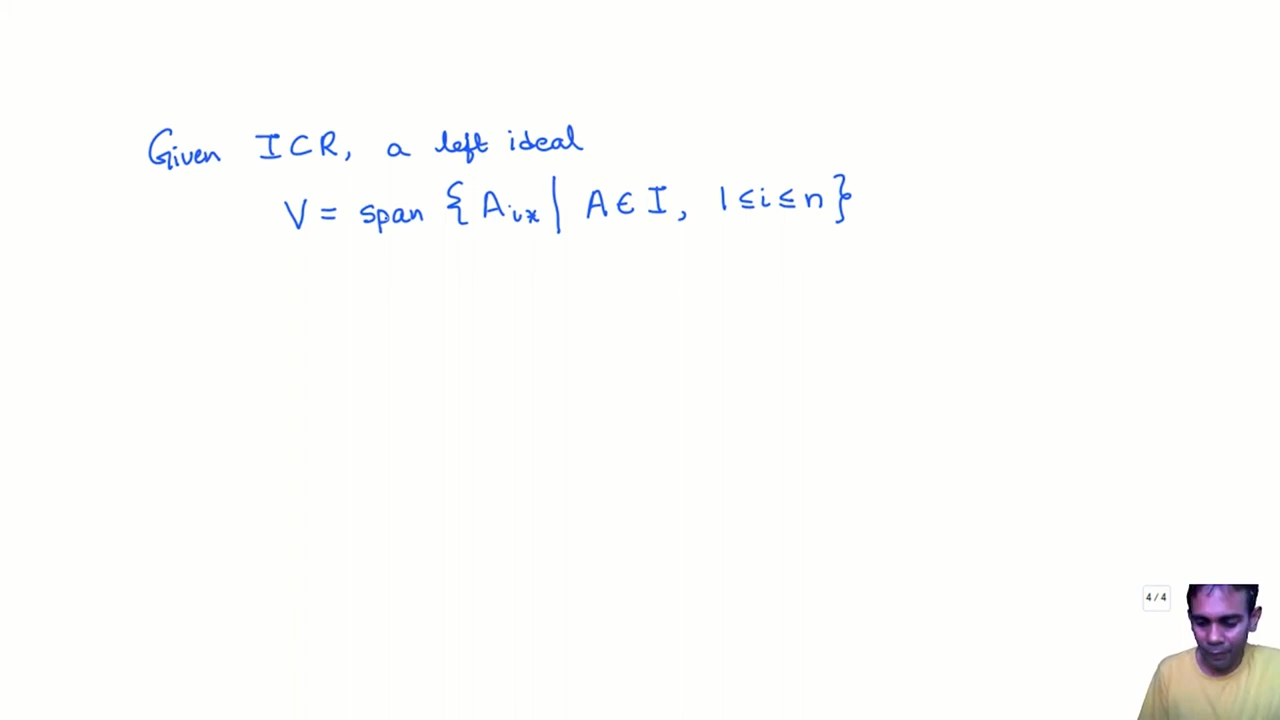 Given I ⊂ R, a left ideal
V = span { A_{i*} | A ∈ I, 1 ≤ i ≤ n }
4 / 4